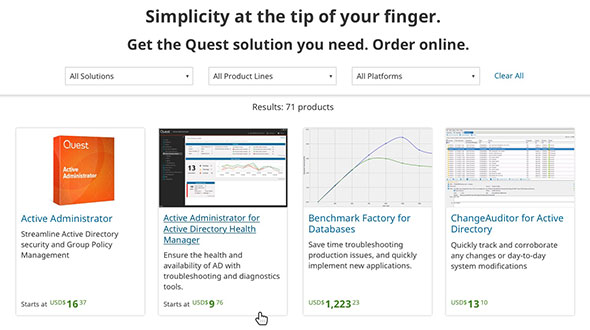 Simplicity at the tip of your finger.
Get the Quest solution you need. Order online.
All Solutions
All Product Lines
All Platforms
Clear All
Results: 71 products
Quest
Active
Administrator
Active Administrator
Streamline Active Directory
security and Group Policy
Management
Starts at USD$16.37
Quest
Active Administrator for
Active Directory Health
Manager
Ensure the health and
availability of AD with
troubleshooting and diagnostics
tools.
Starts at USD$9.76
Benchmark Factory for
Databases
Save time troubleshooting
production issues, and quickly
implement new applications.
USD$1,223.23
ChangeAuditor for Active
Directory
Quickly track and corroborate
any changes or day-to-day
system modifications
USD$13.10